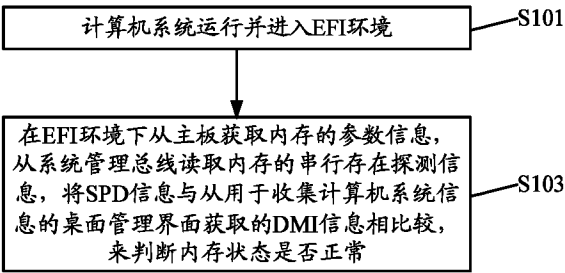 计算机系统运行并进入EFI环境
S101
在EFI环境下从主板获取内存的参数信息，
从系统管理总线读取内存的串行存在探测信
息，将SPD信息与从用于收集计算机系统信
息的桌面管理界面获取的DMI信息相比较，
来判断内存状态是否正常
S103